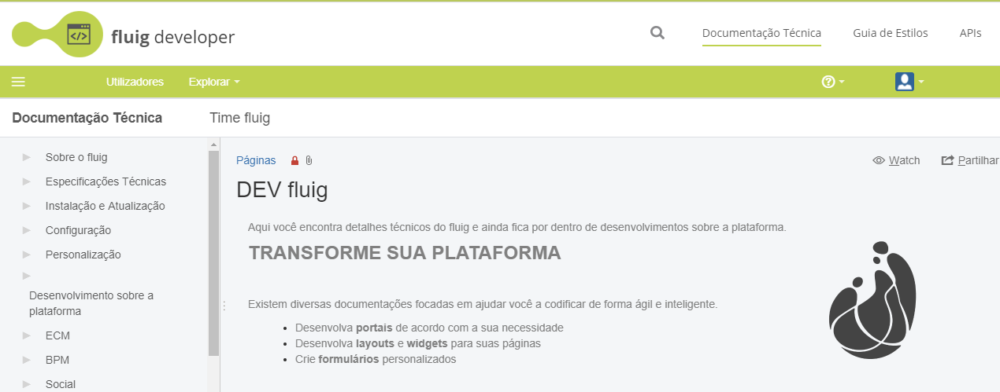 fluig developer
Documentação Técnica
Guia de Estilos
APIs
Utilizadores
Explorar
Documentação Técnica
Time fluig
Sobre o fluig
Especificações Técnicas
Instalação e Atualização
Configuração
Personalização
Desenvolvimento sobre a
plataforma
ECM
BPM
Social
Páginas
Watch
Partilhar
DEV fluig
Aqui você encontra detalhes técnicos do fluig e ainda fica por dentro de desenvolvimentos sobre a plataforma.
TRANSFORME SUA PLATAFORMA
Existem diversas documentações focadas em ajudar você a codificar de forma ágil e inteligente.
Desenvolva portais de acordo com a sua necessidade
Desenvolva layouts e widgets para suas páginas
Crie formulários personalizados